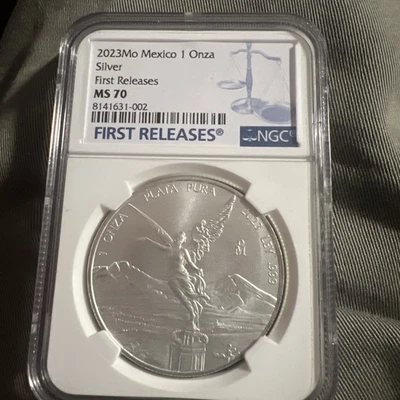 2023Mo Mexico 1 Onza
Silver
First Releases
MS 70
8141631-002
FIRST RELEASES®
NGC
1 ONZA PLATA PURA 2023 LEY .999